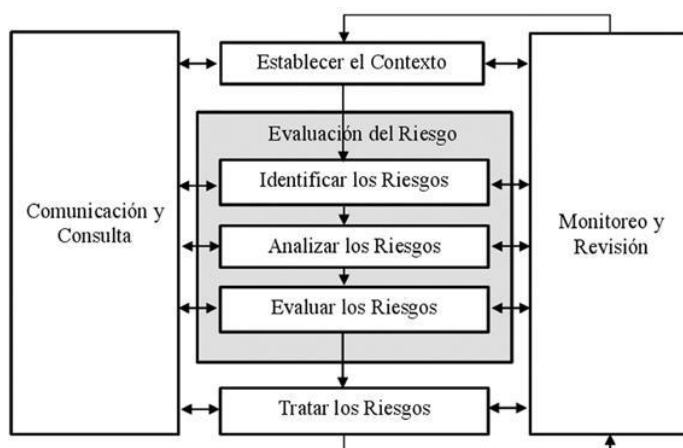 Establecer el Contexto
Evaluación del Riesgo
Identificar los Riesgos
Comunicación y
Consulta
Analizar los Riesgos
Monitoreo y
Revisión
Evaluar los Riesgos
Tratar los Riesgos